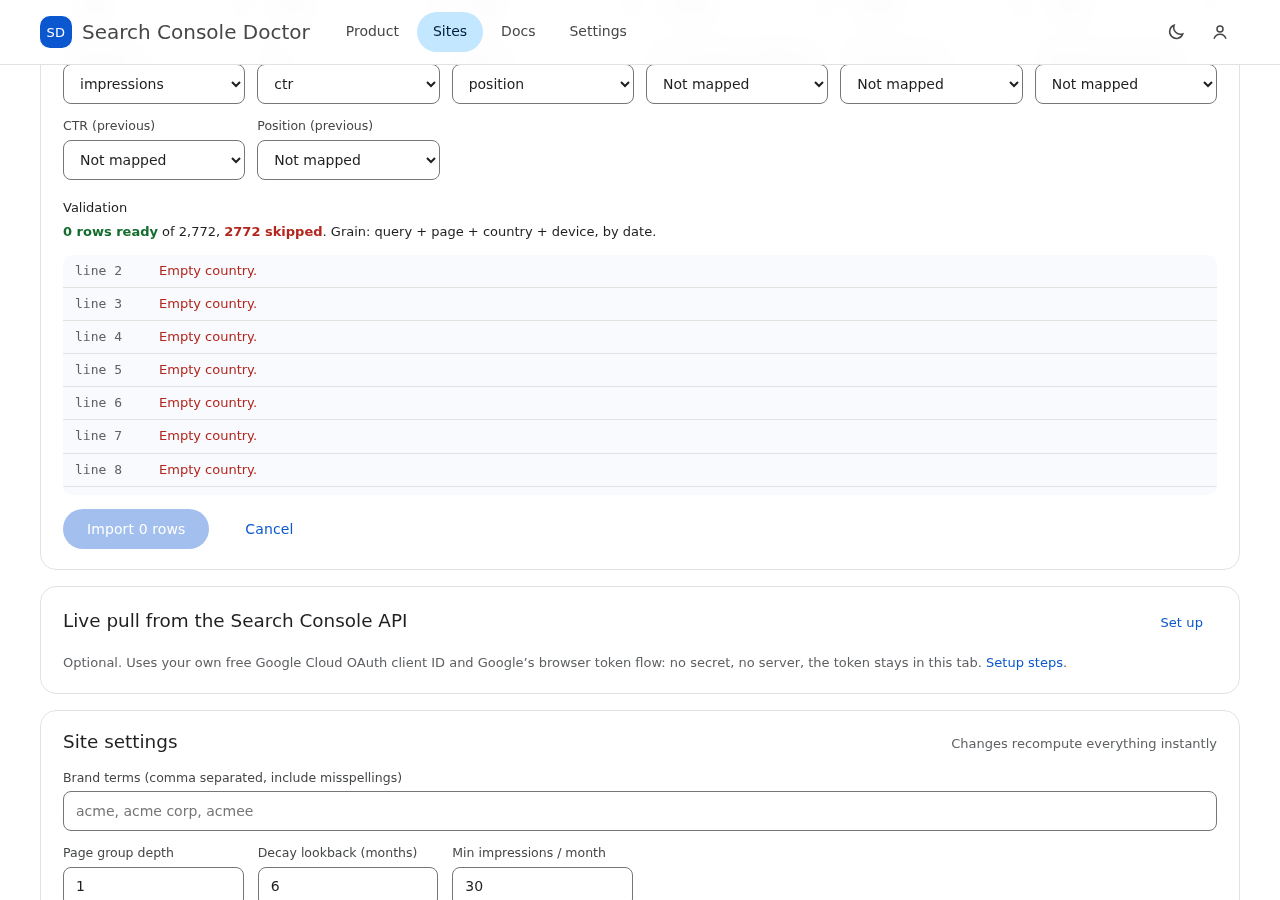 SD Search Console Doctor Product Sites Docs Settings
impressions ctr position Not mapped Not mapped Not mapped
CTR (previous) Position (previous)
Not mapped Not mapped
Validation
0 rows ready of 2,772, 2772 skipped. Grain: query + page + country + device, by date.
line 2 Empty country.
line 3 Empty country.
line 4 Empty country.
line 5 Empty country.
line 6 Empty country.
line 7 Empty country.
line 8 Empty country.
Import 0 rows Cancel
Live pull from the Search Console API Set up
Optional. Uses your own free Google Cloud OAuth client ID and Google’s browser token flow: no secret, no server, the token stays in this tab. Setup steps.
Site settings Changes recompute everything instantly
Brand terms (comma separated, include misspellings)
acme, acme corp, acmee
Page group depth Decay lookback (months) Min impressions / month
1 6 30